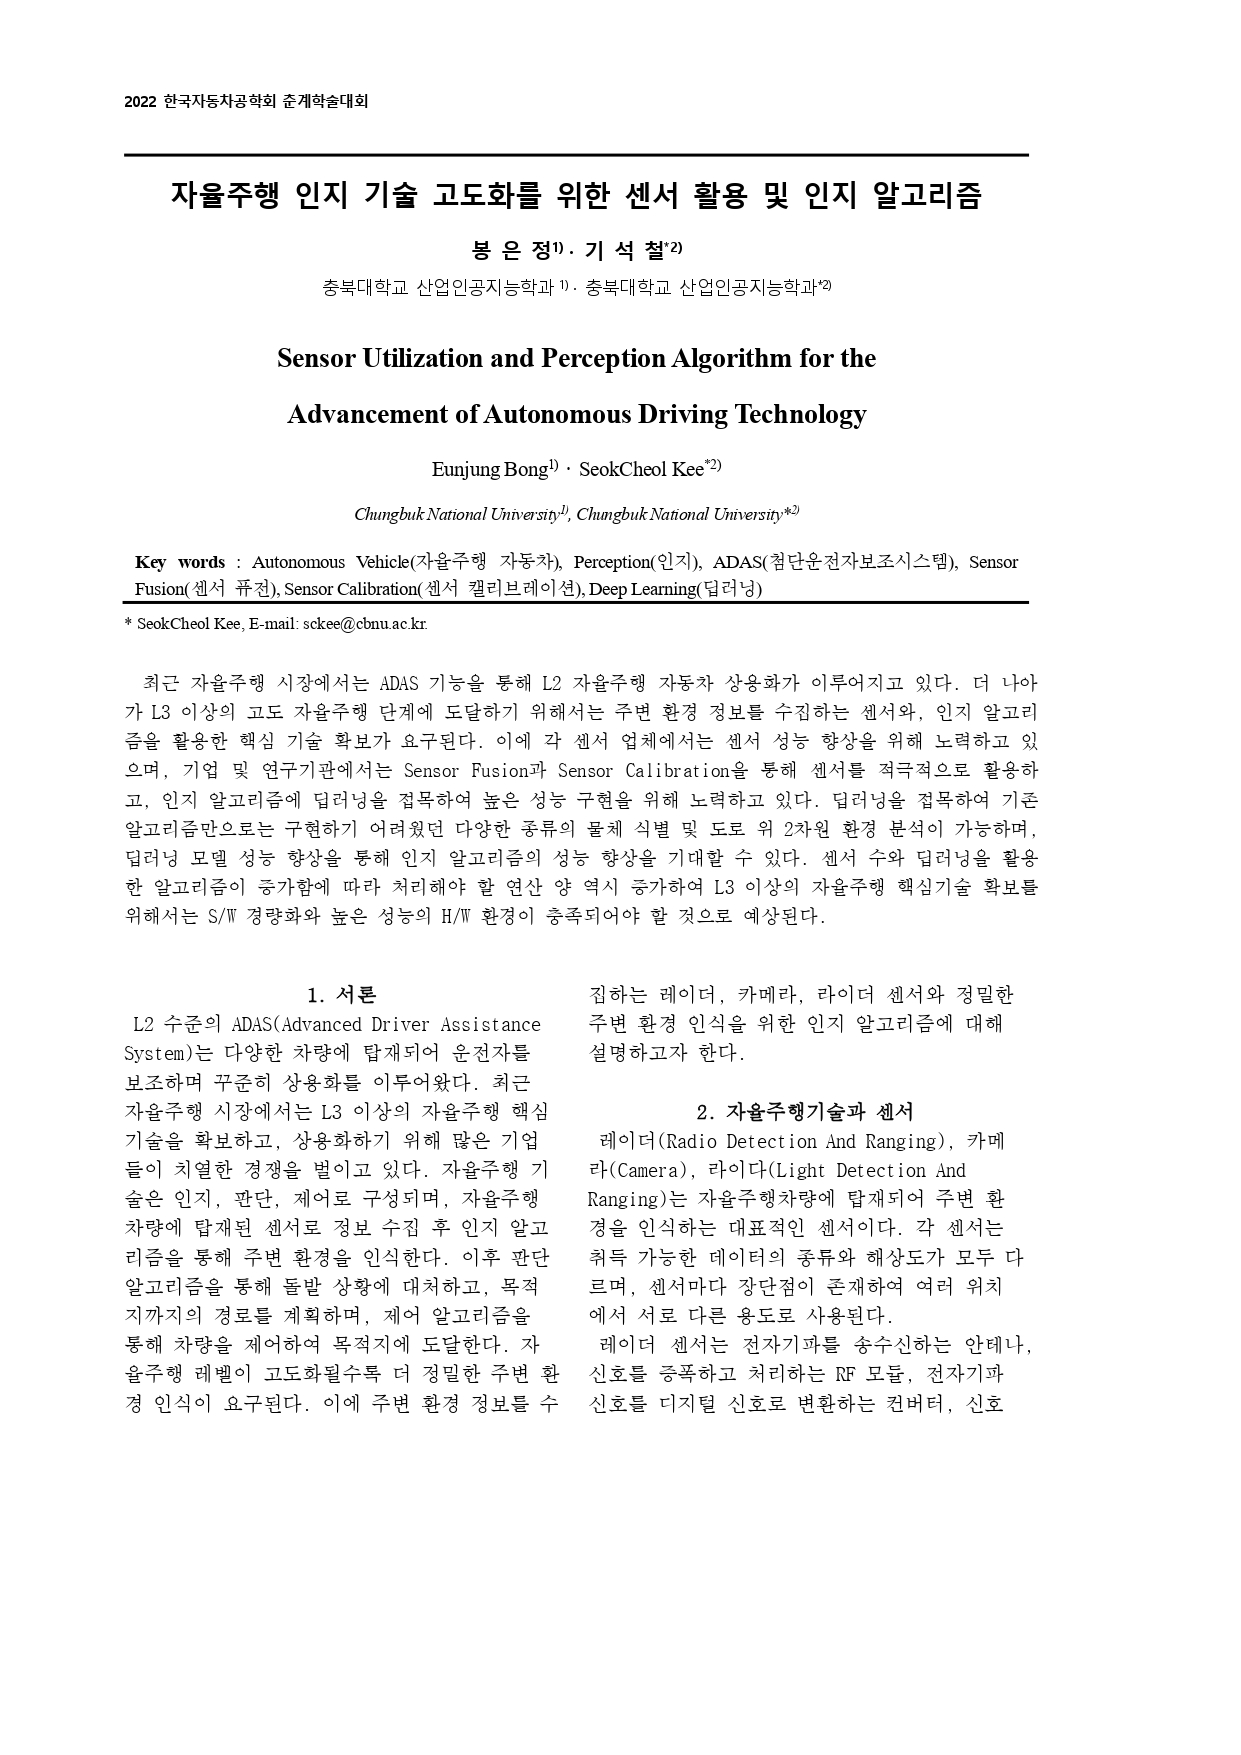 2022 한국자동차공학회 춘계학술대회
자율주행 인지 기술 고도화를 위한 센서 활용 및 인지 알고리즘
봉 은 정1) · 기 석 철*2)
충북대학교 산업인공지능학과 1) · 충북대학교 산업인공지능학과*2)
Sensor Utilization and Perception Algorithm for the
Advancement of Autonomous Driving Technology
Eunjung Bong1) · SeokCheol Kee*2)
Chungbuk National University1), Chungbuk National University*2)
Key words : Autonomous Vehicle(자율주행 자동차), Perception(인지), ADAS(첨단운전자보조시스템), Sensor
Fusion(센서 퓨전), Sensor Calibration(센서 캘리브레이션), Deep Learning(딥러닝)
* SeokCheol Kee, E-mail: sckee@cbnu.ac.kr.
최근 자율주행 시장에서는 ADAS 기능을 통해 L2 자율주행 자동차 상용화가 이루어지고 있다. 더 나아
가 L3 이상의 고도 자율주행 단계에 도달하기 위해서는 주변 환경 정보를 수집하는 센서와, 인지 알고리
즘을 활용한 핵심 기술 확보가 요구된다. 이에 각 센서 업체에서는 센서 성능 향상을 위해 노력하고 있
으며, 기업 및 연구기관에서는 Sensor Fusion과 Sensor Calibration을 통해 센서를 적극적으로 활용하
고, 인지 알고리즘에 딥러닝을 접목하여 높은 성능 구현을 위해 노력하고 있다. 딥러닝을 접목하여 기존
알고리즘만으로는 구현하기 어려웠던 다양한 종류의 물체 식별 및 도로 위 2차원 환경 분석이 가능하며,
딥러닝 모델 성능 향상을 통해 인지 알고리즘의 성능 향상을 기대할 수 있다. 센서 수와 딥러닝을 활용
한 알고리즘이 증가함에 따라 처리해야 할 연산 양 역시 증가하여 L3 이상의 자율주행 핵심기술 확보를
위해서는 S/W 경량화와 높은 성능의 H/W 환경이 충족되어야 할 것으로 예상된다.
1. 서론
L2 수준의 ADAS(Advanced Driver Assistance
System)는 다양한 차량에 탑재되어 운전자를
보조하며 꾸준히 상용화를 이루어왔다. 최근
자율주행 시장에서는 L3 이상의 자율주행 핵심
기술을 확보하고, 상용화하기 위해 많은 기업
들이 치열한 경쟁을 벌이고 있다. 자율주행 기
술은 인지, 판단, 제어로 구성되며, 자율주행
차량에 탑재된 센서로 정보 수집 후 인지 알고
리즘을 통해 주변 환경을 인식한다. 이후 판단
알고리즘을 통해 돌발 상황에 대처하고, 목적
지까지의 경로를 계획하며, 제어 알고리즘을
통해 차량을 제어하여 목적지에 도달한다. 자
율주행 레벨이 고도화될수록 더 정밀한 주변 환
경 인식이 요구된다. 이에 주변 환경 정보를 수
집하는 레이더, 카메라, 라이더 센서와 정밀한
주변 환경 인식을 위한 인지 알고리즘에 대해
설명하고자 한다.
2. 자율주행기술과 센서
레이더(Radio Detection And Ranging), 카메
라(Camera), 라이다(Light Detection And
Ranging)는 자율주행차량에 탑재되어 주변 환
경을 인식하는 대표적인 센서이다. 각 센서는
취득 가능한 데이터의 종류와 해상도가 모두 다
르며, 센서마다 장단점이 존재하여 여러 위치
에서 서로 다른 용도로 사용된다.
레이더 센서는 전자기파를 송수신하는 안테나,
신호를 증폭하고 처리하는 RF 모듈, 전자기파
신호를 디지털 신호로 변환하는 컨버터, 신호